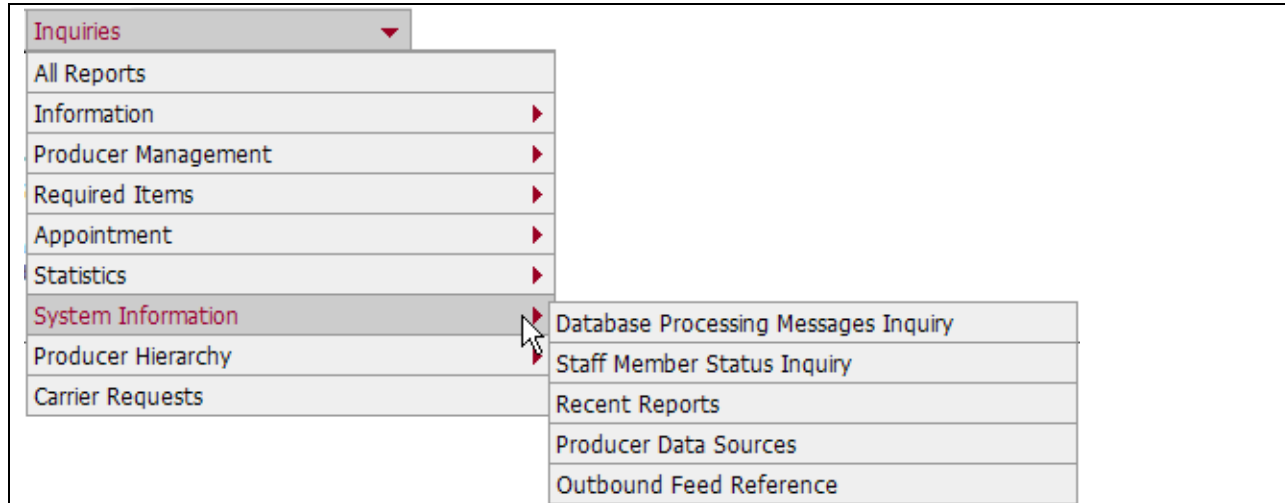 Inquiries
All Reports
Information
Producer Management
Required Items
Appointment
Statistics
System Information
Producer Hierarchy
Carrier Requests
Database Processing Messages Inquiry
Staff Member Status Inquiry
Recent Reports
Producer Data Sources
Outbound Feed Reference